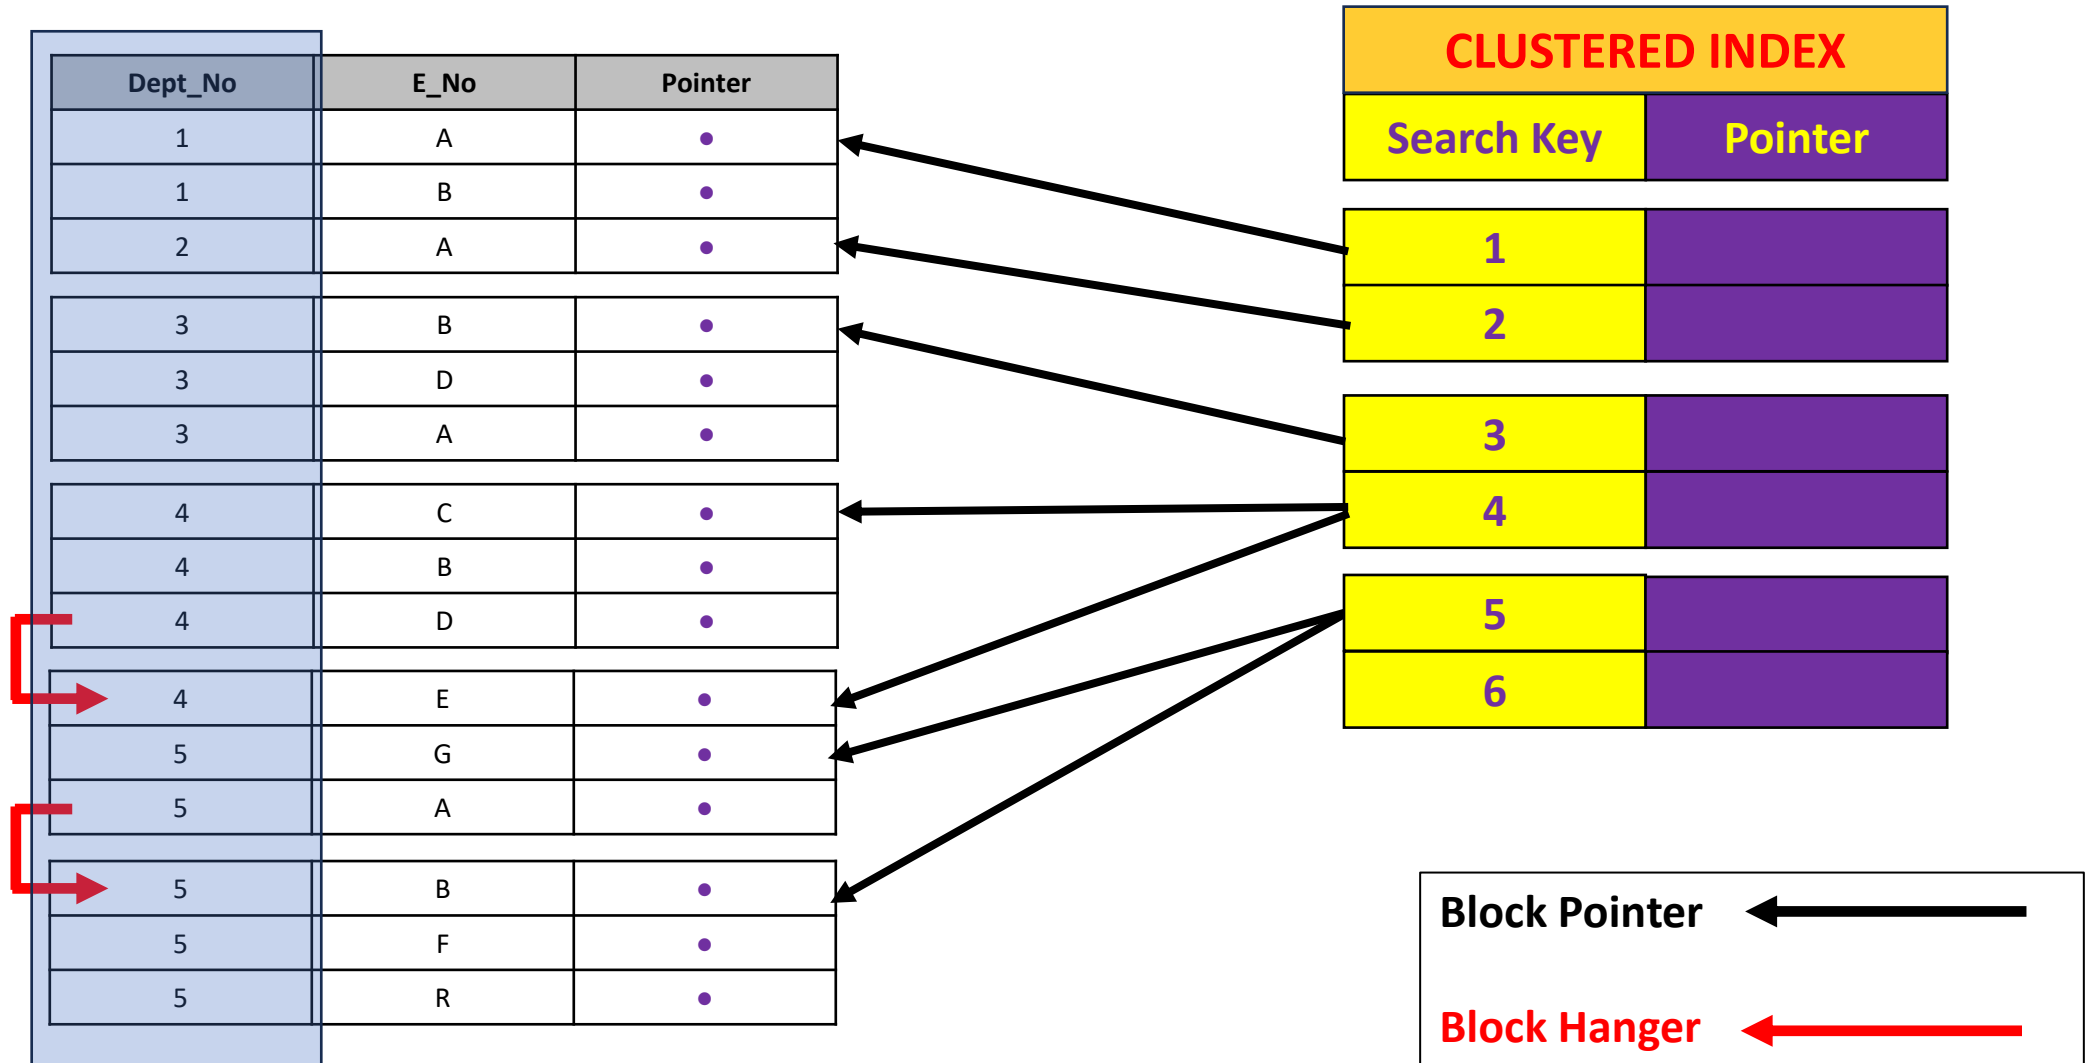 Dept_No E_No Pointer
1 A •
1 B •
2 A •
3 B •
3 D •
3 A •
4 C •
4 B •
4 D •
4 E •
5 G •
5 A •
5 B •
5 F •
5 R •
CLUSTERED INDEX
Search Key Pointer
1
2
3
4
5
6
Block Pointer
Block Hanger